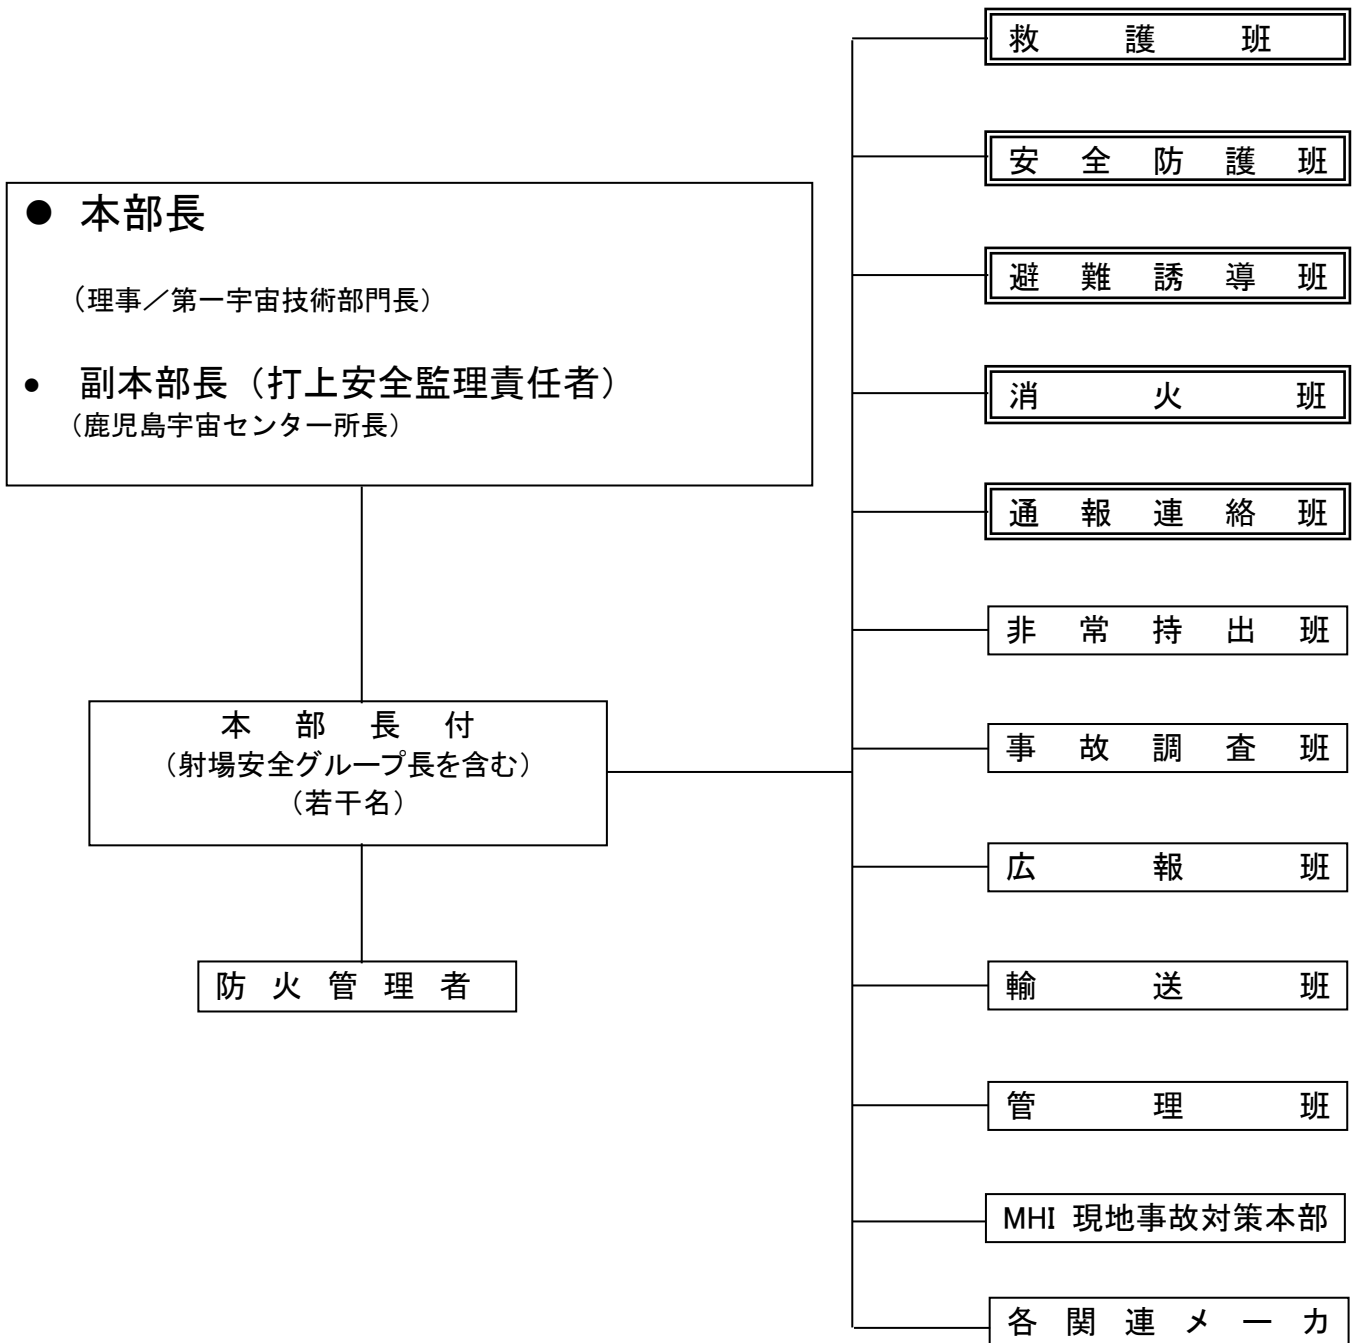 ● 本部長
（理事／第一宇宙技術部門長）
● 副本部長（打上安全監理責任者）
（鹿児島宇宙センター所長）
本部長付
（射場安全グループ長を含む）
（若干名）
防火管理者
救護班
安全防護班
避難誘導班
消火班
通報連絡班
非常持出班
事故調査班
広報班
輸送班
管理班
MHI 現地事故対策本部
各関連メーカ